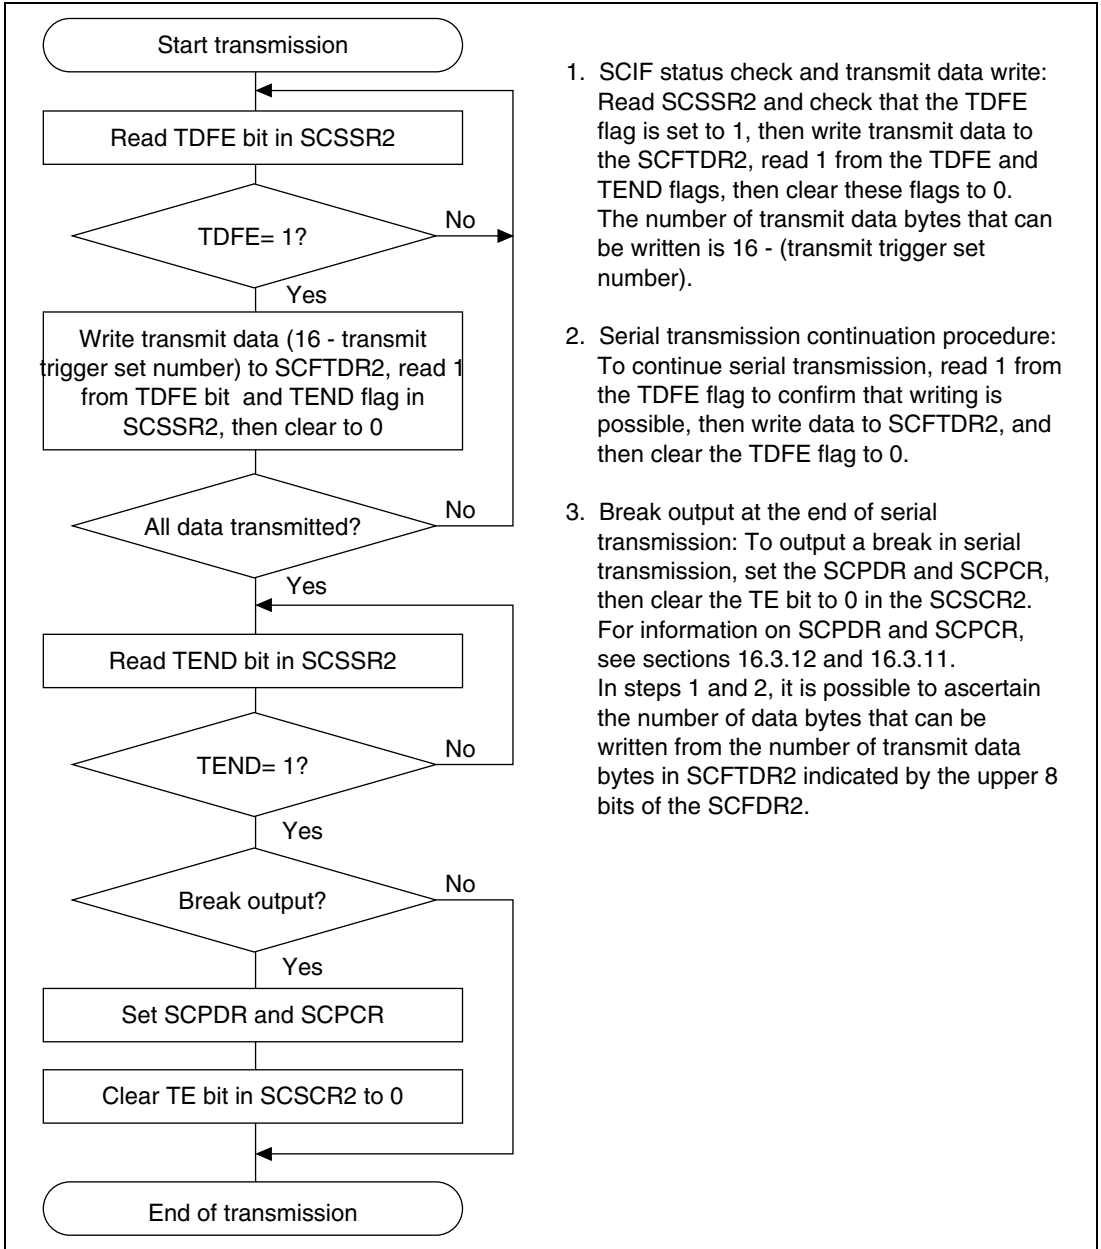 Start transmission
Read TDFE bit in SCSSR2
TDFE= 1?
No
Yes
Write transmit data (16 - transmit
trigger set number) to SCFTDR2, read 1
from TDFE bit and TEND flag in
SCSSR2, then clear to 0
All data transmitted?
No
Yes
Read TEND bit in SCSSR2
TEND= 1?
No
Yes
Break output?
No
Yes
Set SCPDR and SCPCR
Clear TE bit in SCSCR2 to 0
End of transmission
1. SCIF status check and transmit data write:
Read SCSSR2 and check that the TDFE
flag is set to 1, then write transmit data to
the SCFTDR2, read 1 from the TDFE and
TEND flags, then clear these flags to 0.
The number of transmit data bytes that can
be written is 16 - (transmit trigger set
number).
2. Serial transmission continuation procedure:
To continue serial transmission, read 1 from
the TDFE flag to confirm that writing is
possible, then write data to SCFTDR2, and
then clear the TDFE flag to 0.
3. Break output at the end of serial
transmission: To output a break in serial
transmission, set the SCPDR and SCPCR,
then clear the TE bit to 0 in the SCSCR2.
For information on SCPDR and SCPCR,
see sections 16.3.12 and 16.3.11.
In steps 1 and 2, it is possible to ascertain
the number of data bytes that can be
written from the number of transmit data
bytes in SCFTDR2 indicated by the upper 8
bits of the SCFDR2.